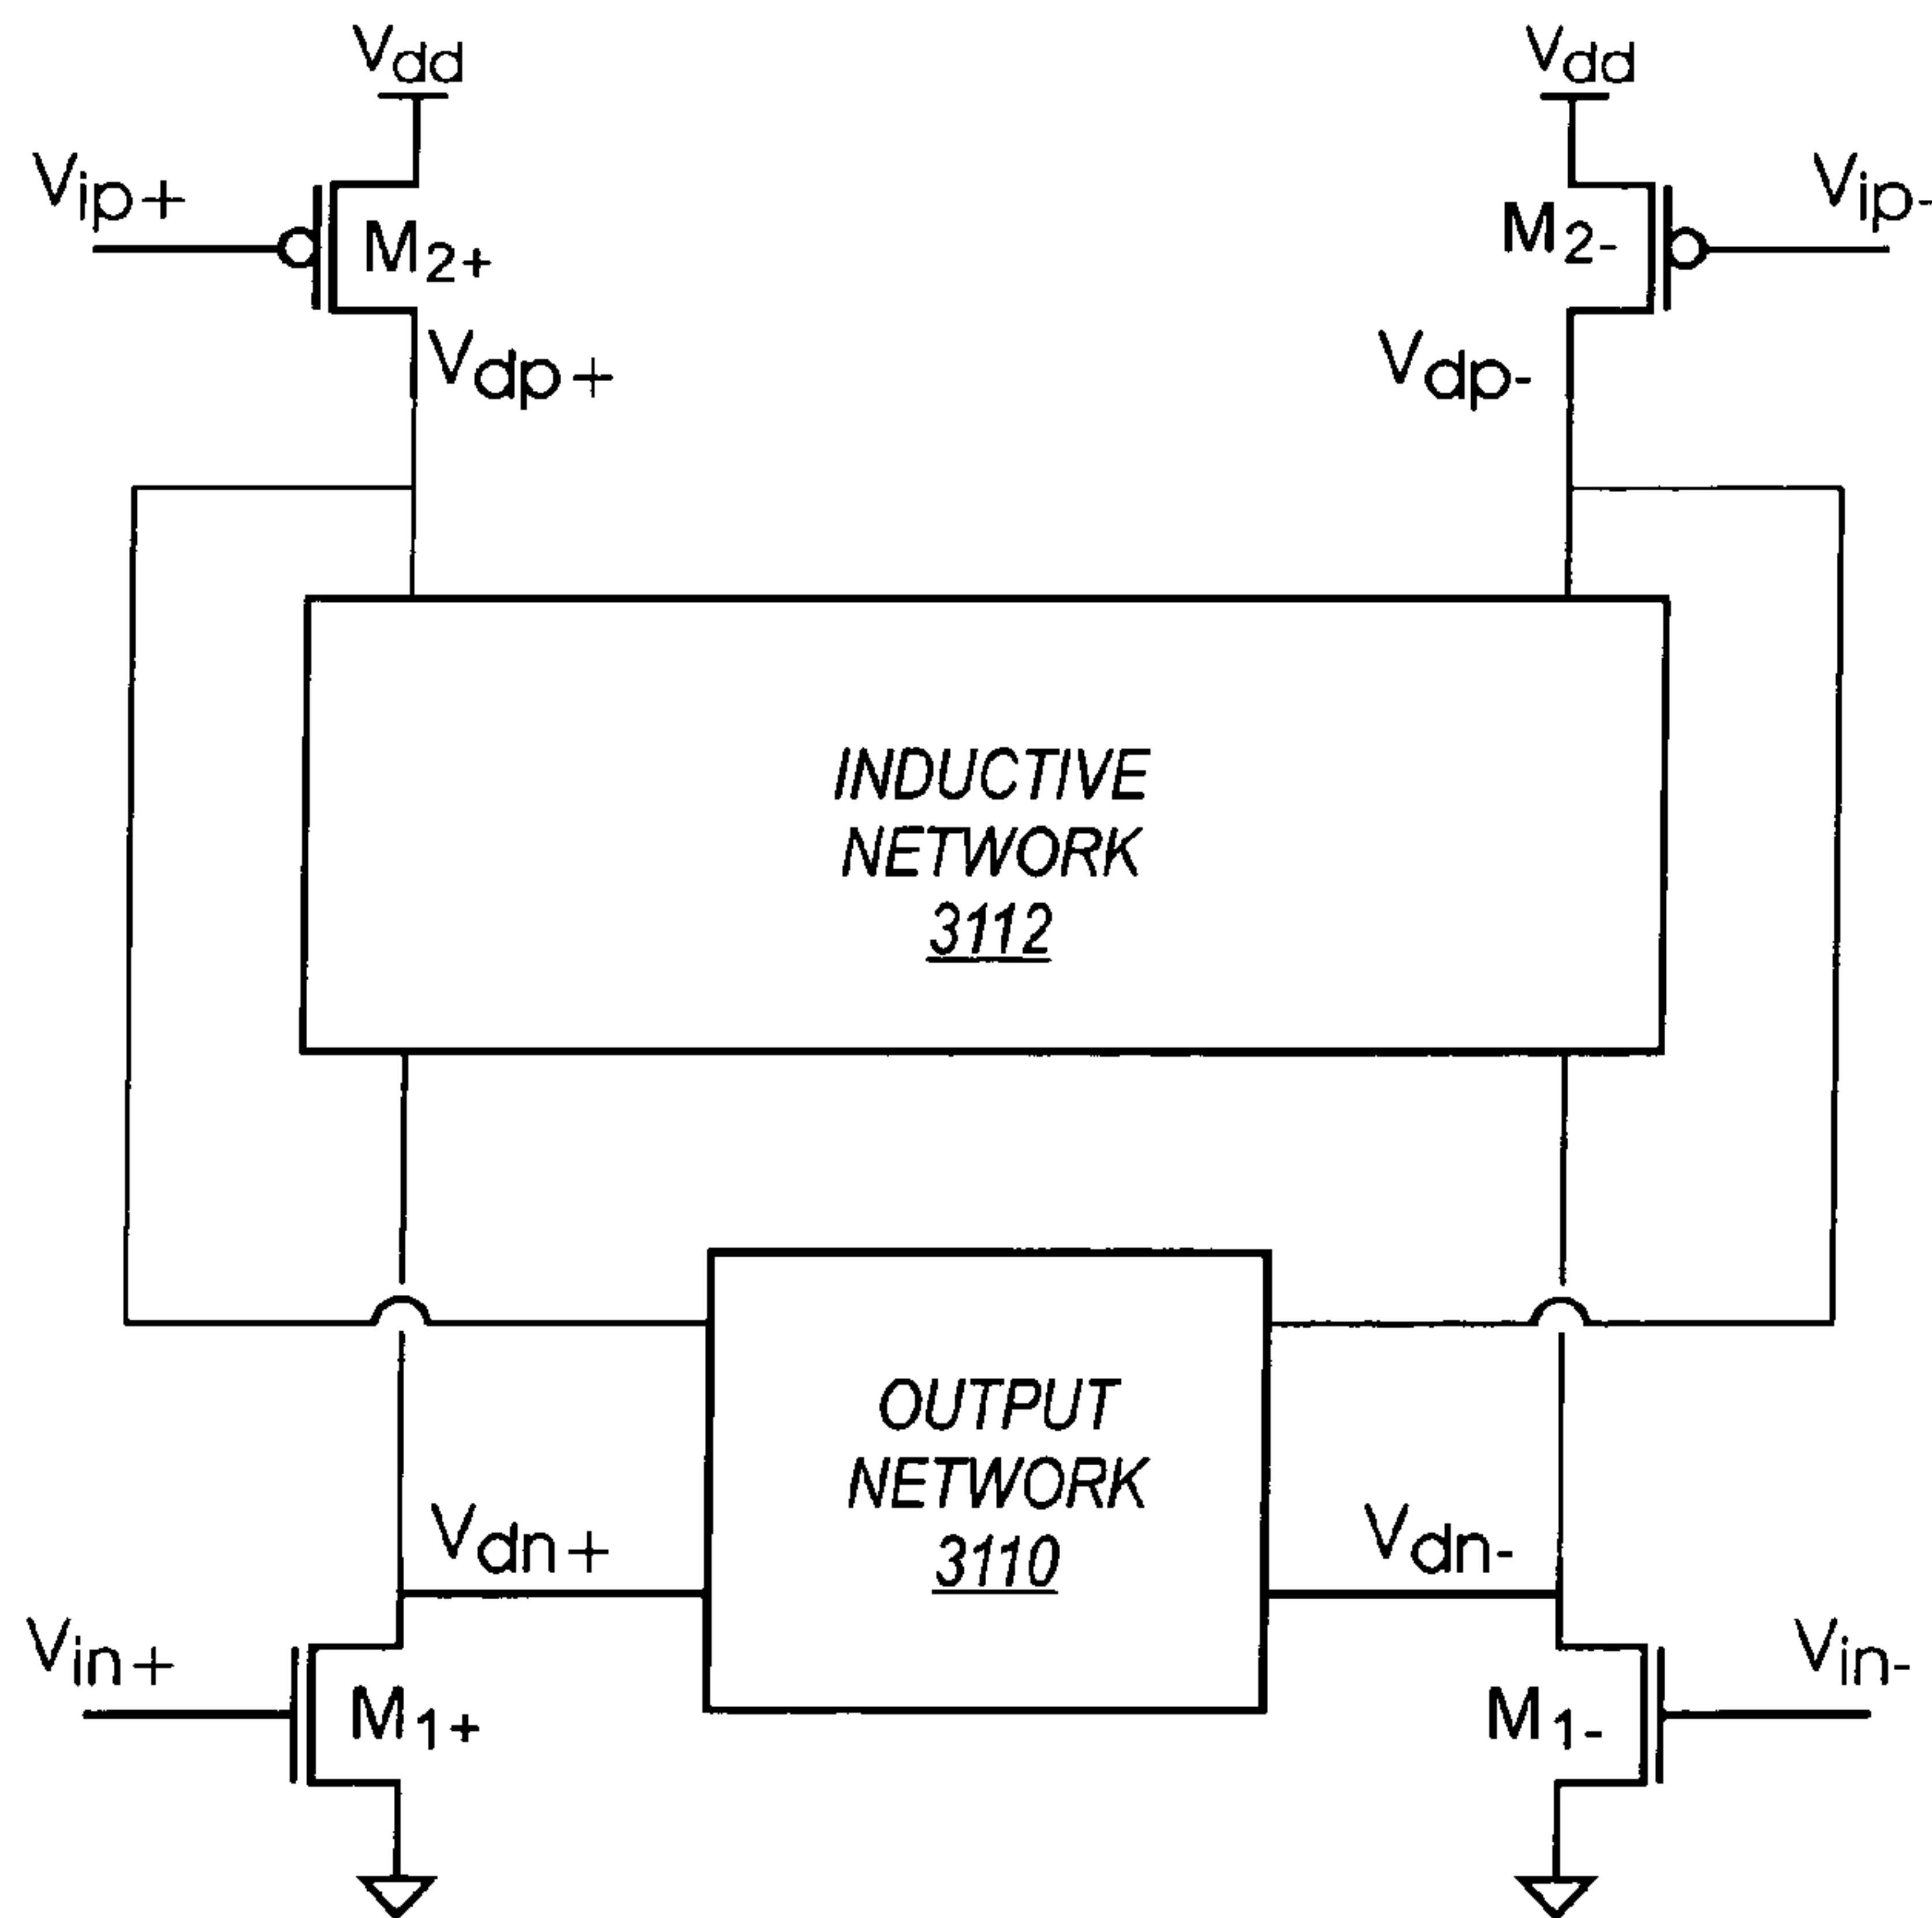 Vdd
Vdd
Vip+
Vip-
M2+
M2-
Vdp+
Vdp-
INDUCTIVE
NETWORK
3112
OUTPUT
NETWORK
3110
Vdn+
Vdn-
Vin+
Vin-
M1+
M1-